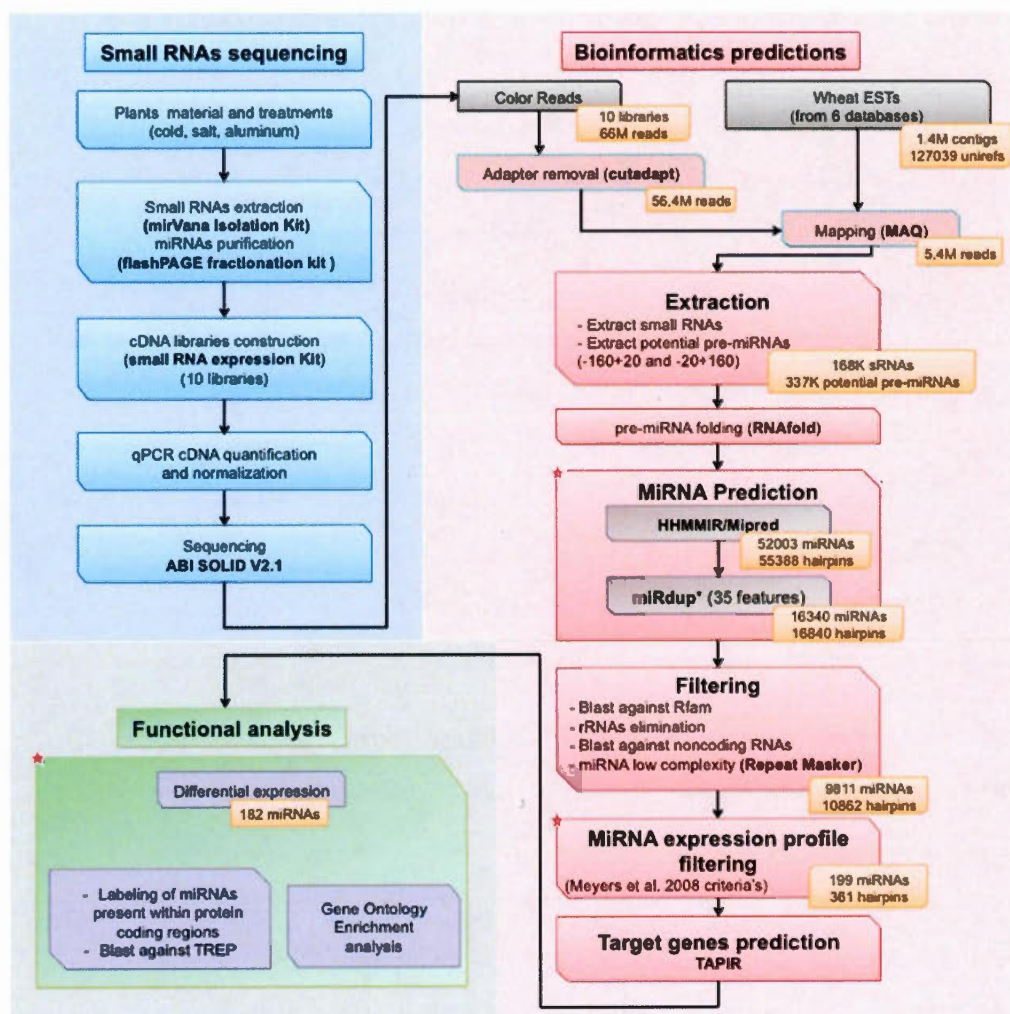 Small RNAs sequencing
Plants material and treatments
(cold, salt, aluminum)
Small RNAs extraction
(mirVana Isolation Kit)
miRNAs purification
(flashPAGE fractionation kit )
cDNA libraries construction
(small RNA expression Kit)
(10 libraries)
qPCR cDNA quantification
and normalization
Sequencing
ABI SOLID V2.1
Bioinformatics predictions
Color Reads
10 libraries
66M reads
Wheat ESTs
(from 6 databases)
1.4M contigs
127039 unirefs
Adapter removal (cutadapt)
56.4M reads
Mapping (MAQ)
5.4M reads
Extraction
- Extract small RNAs
- Extract potential pre-miRNAs
(-160+20 and -20+160)
168K sRNAs
337K potential pre-miRNAs
pre-miRNA folding (RNAfold)
MiRNA Prediction
HHMMIR/Mipred
52003 miRNAs
55388 hairpins
miRdup* (35 features)
16340 miRNAs
16840 hairpins
Filtering
- Blast against Rfam
- rRNAs elimination
- Blast against noncoding RNAs
- miRNA low complexity (Repeat Masker)
9811 miRNAs
10862 hairpins
MiRNA expression profile
filtering
(Meyers et al. 2008 criteria's)
199 miRNAs
361 hairpins
Target genes prediction
TAPIR
Functional analysis
Differential expression
182 miRNAs
- Labeling of miRNAs
present within protein
coding regions
- Blast against TREP
Gene Ontology
Enrichment
analysis